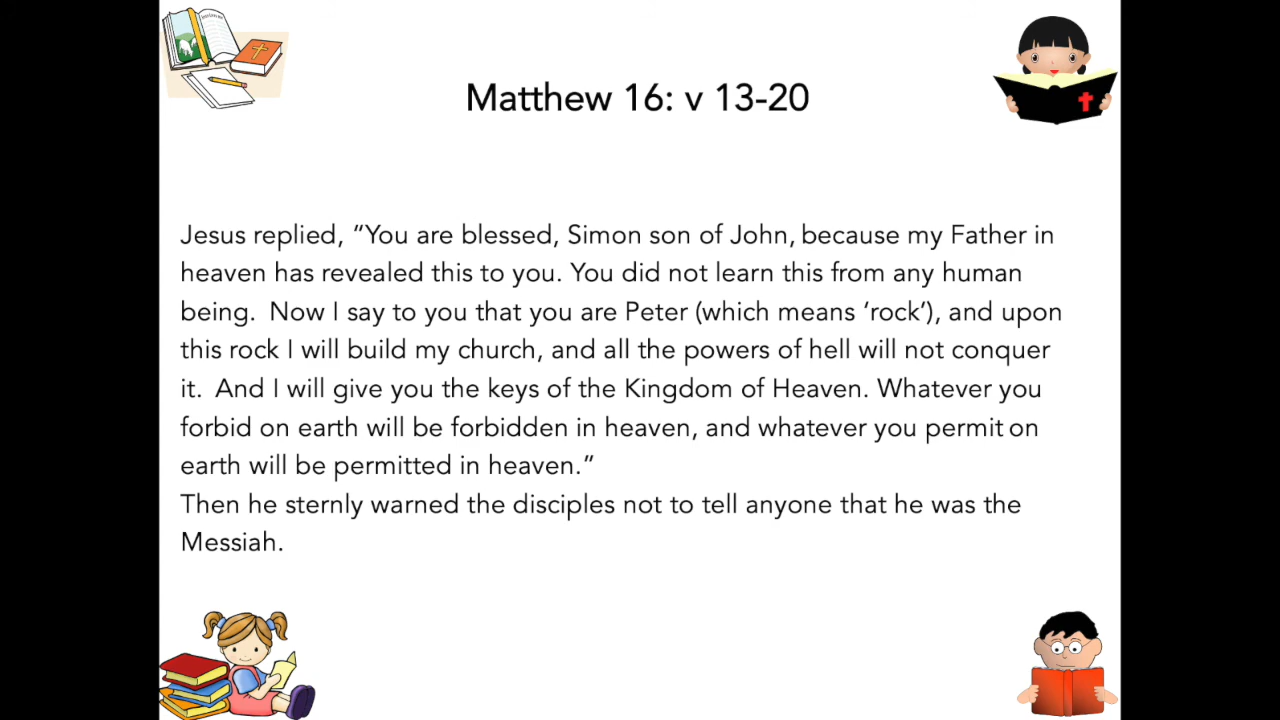 Matthew 16: v 13-20
Jesus replied, “You are blessed, Simon son of John, because my Father in
heaven has revealed this to you. You did not learn this from any human
being.  Now I say to you that you are Peter (which means ‘rock’), and upon
this rock I will build my church, and all the powers of hell will not conquer
it.  And I will give you the keys of the Kingdom of Heaven. Whatever you
forbid on earth will be forbidden in heaven, and whatever you permit on
earth will be permitted in heaven.”
Then he sternly warned the disciples not to tell anyone that he was the
Messiah.